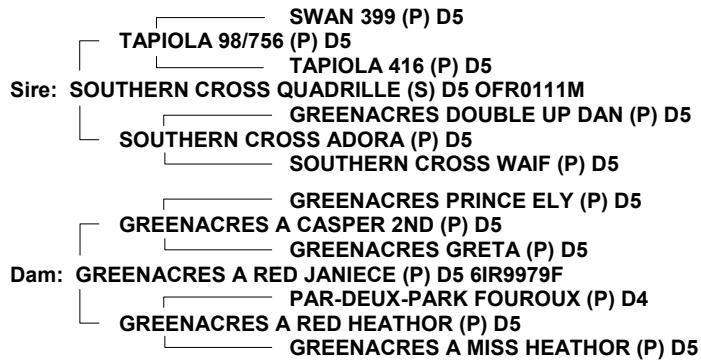 SWAN 399 (P) D5
TAPIOLA 98/756 (P) D5
TAPIOLA 416 (P) D5
Sire: SOUTHERN CROSS QUADRILLE (S) D5 OFR0111M
GREENACRES DOUBLE UP DAN (P) D5
SOUTHERN CROSS ADORA (P) D5
SOUTHERN CROSS WAIF (P) D5
GREENACRES PRINCE ELY (P) D5
GREENACRES A CASPER 2ND (P) D5
GREENACRES GRETA (P) D5
Dam: GREENACRES A RED JANIECE (P) D5 6IR9979F
PAR-DEUX-PARK FOUROUX (P) D4
GREENACRES A RED HEATHOR (P) D5
GREENACRES A MISS HEATHOR (P) D5